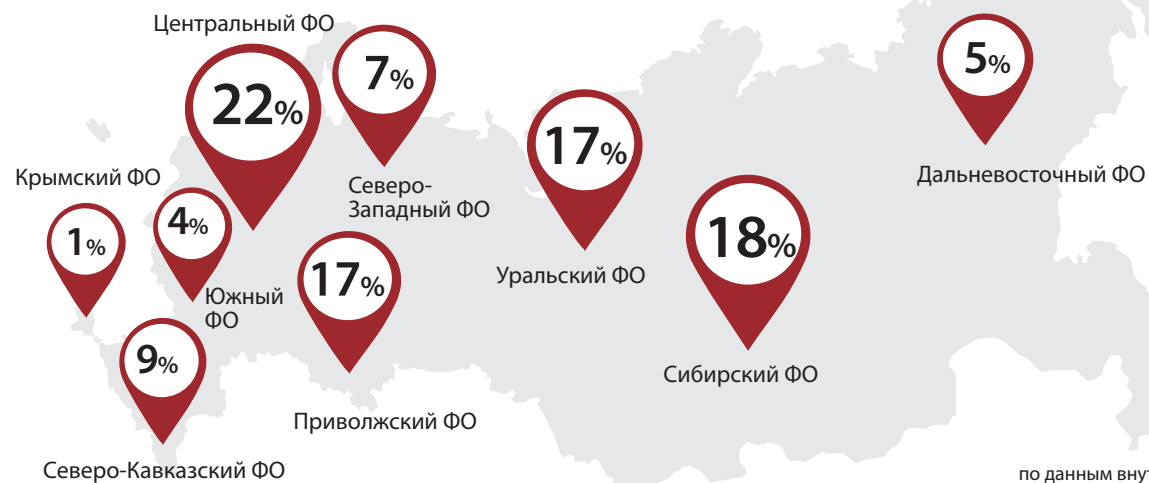 Центральный ФО
22%
7%
Северо-
Западный ФО
5%
Дальневосточный ФО
17%
Уральский ФО
Крымский ФО
1%
4%
Южный
ФО
18%
Сибирский ФО
17%
Приволжский ФО
9%
Северо-Кавказский ФО
по данным